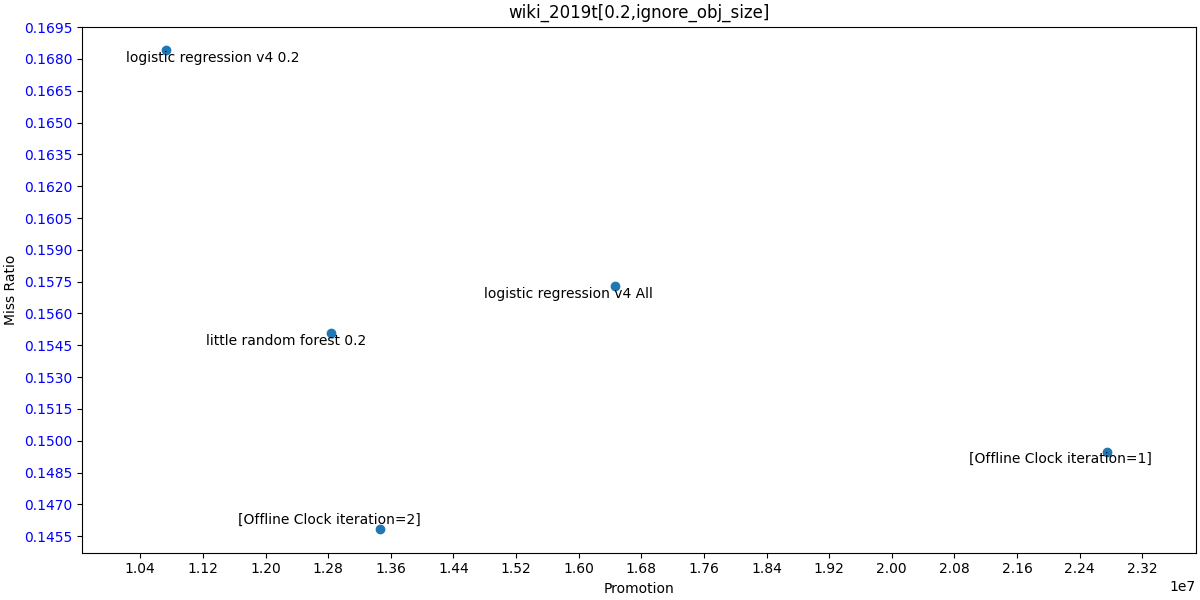 wiki_2019t[0.2,ignore_obj_size]
0.1695
0.1680
0.1665
0.1650
0.1635
0.1620
0.1605
0.1590
0.1575
0.1560
0.1545
0.1530
0.1515
0.1500
0.1485
0.1470
0.1455
Miss Ratio
logistic regression v4 0.2
logistic regression v4 All
little random forest 0.2
[Offline Clock iteration=1]
[Offline Clock iteration=2]
1.04 1.12 1.20 1.28 1.36 1.44 1.52 1.60 1.68 1.76 1.84 1.92 2.00 2.08 2.16 2.24 2.32
1e7
Promotion